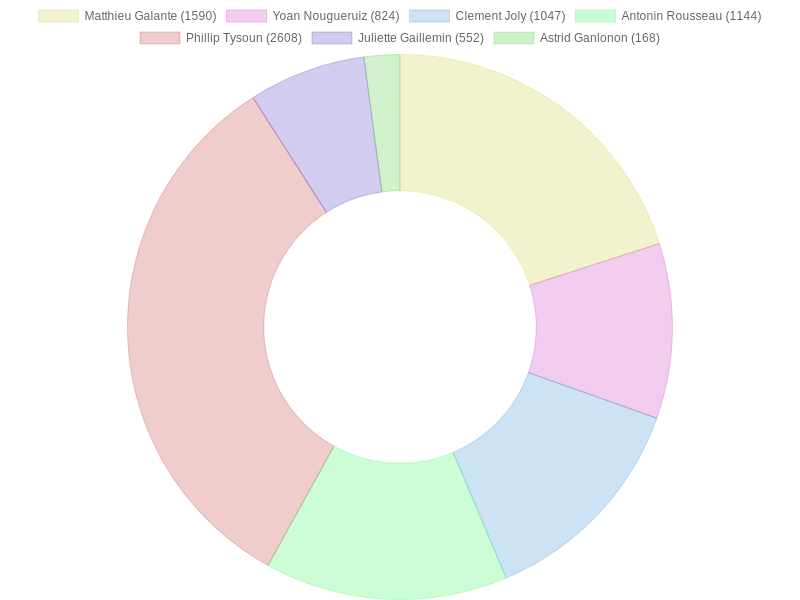 Matthieu Galante (1590) Yoan Nougueruiz (824) Clement Joly (1047) Antonin Rousseau (1144)
Phillip Tysoun (2608) Juliette Gaillemin (552) Astrid Ganlonon (168)